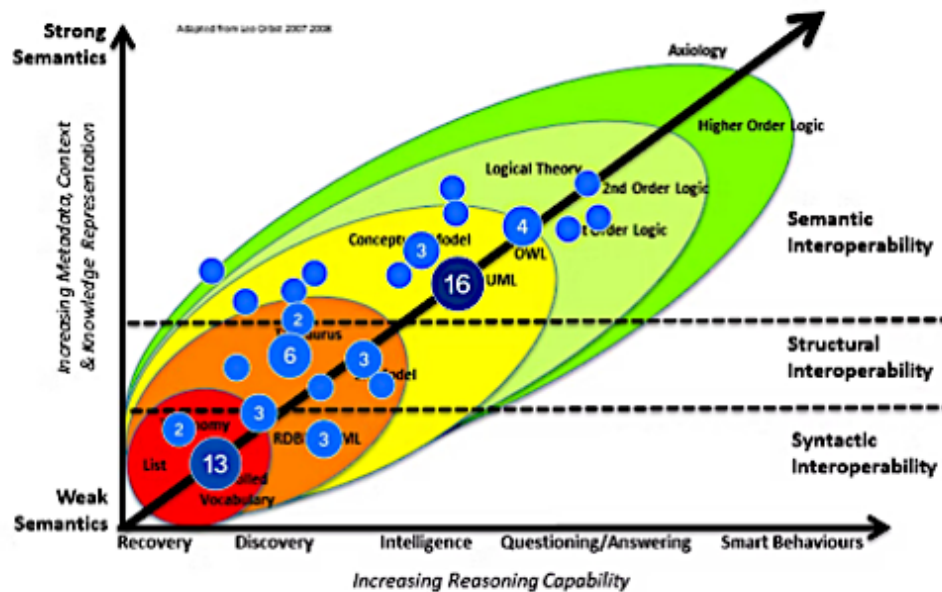 Strong
Semantics
Adapted from Leo Orbst 2007 2008
Axiology
Increasing Metadata, Context
& Knowledge Representation
Higher Order Logic
Logical Theory
2nd Order Logic
4
Order Logic
Model
3
OWL
Semantic
Interoperability
16
UML
2
6
3
Model
Structural
Interoperability
3
2
3
List
13
Vocabulary
Syntactic
Interoperability
Weak
Semantics
Recovery
Discovery
Intelligence
Questioning/Answering
Smart Behaviours
Increasing Reasoning Capability